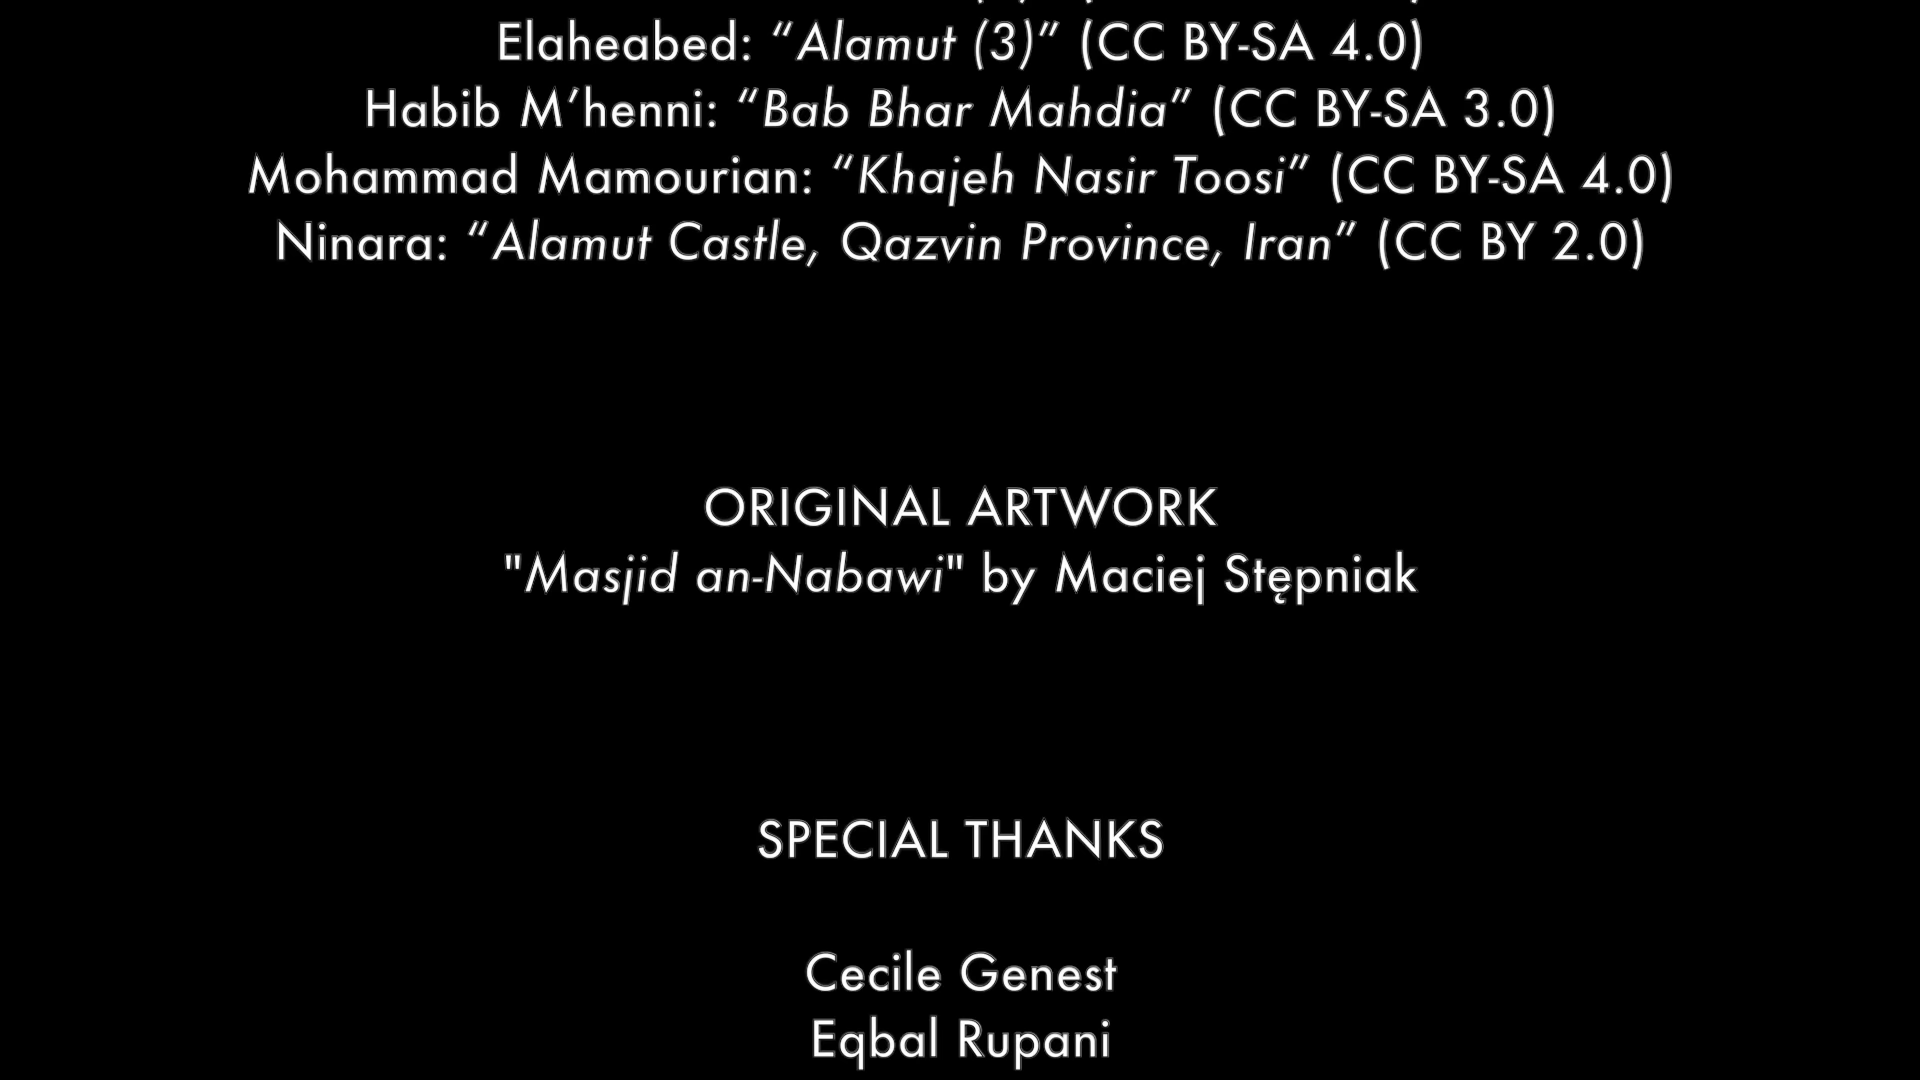 Elaheabed: “Alamut (3)” (CC BY-SA 4.0)
Habib M’henni: “Bab Bhar Mahdia” (CC BY-SA 3.0)
Mohammad Mamourian: “Khajeh Nasir Toosi” (CC BY-SA 4.0)
Ninara: “Alamut Castle, Qazvin Province, Iran” (CC BY 2.0)
ORIGINAL ARTWORK
"Masjid an-Nabawi" by Maciej Stępniak
SPECIAL THANKS
Cecile Genest
Eqbal Rupani